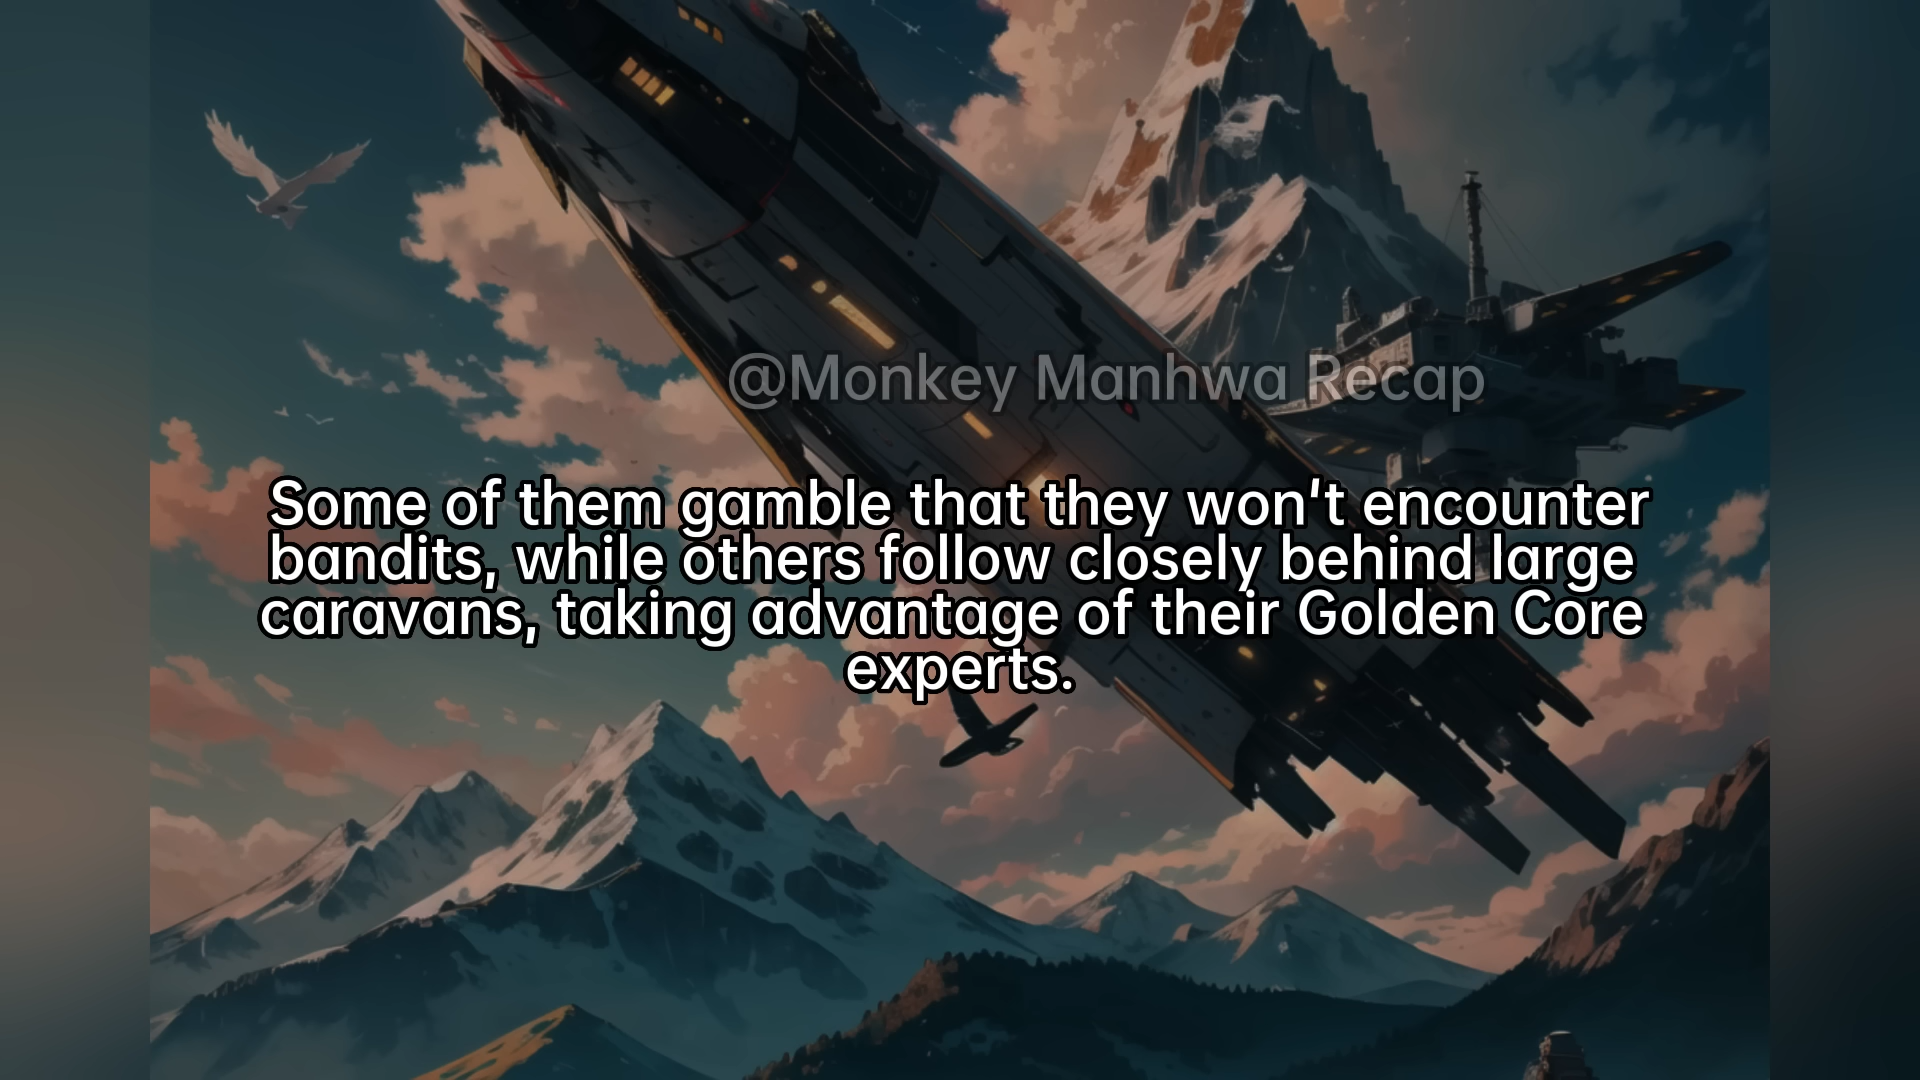 @Monkey Manhwa Recap
Some of them gamble that they won't encounter
bandits, while others follow closely behind large
caravans, taking advantage of their Golden Core
experts.